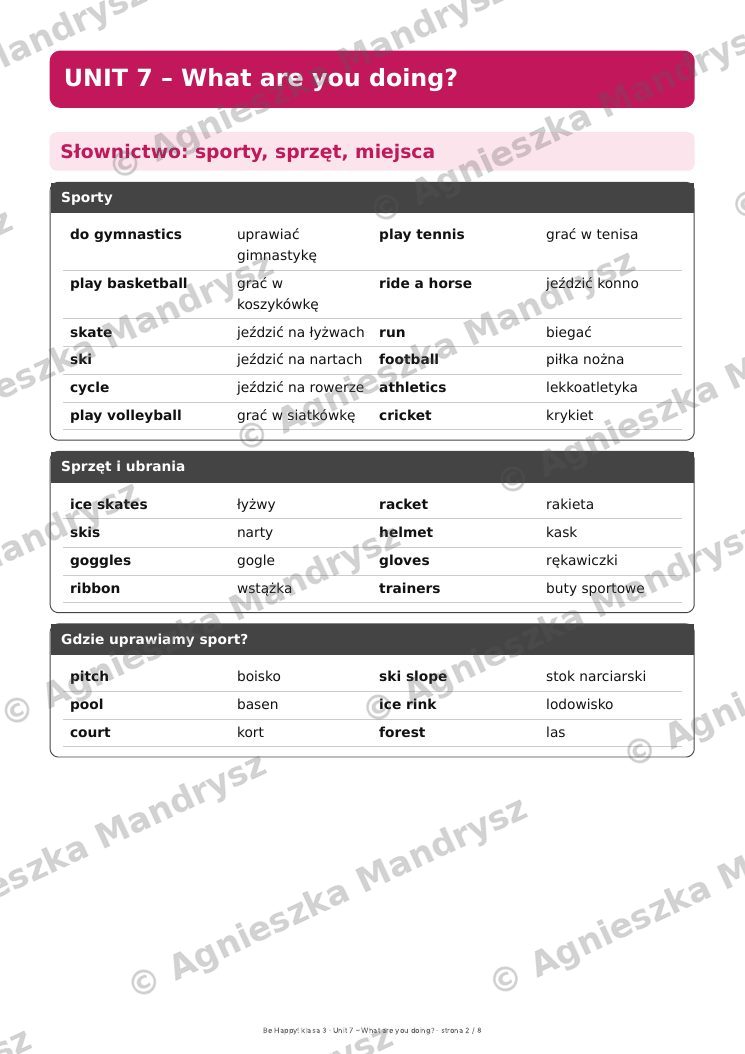 UNIT 7 – What are you doing?
Słownictwo: sporty, sprzęt, miejsca
Sporty
do gymnastics uprawiać gimnastykę play tennis grać w tenisa
play basketball grać w koszykówkę ride a horse jeździć konno
skate jeździć na łyżwach run biegać
ski jeździć na nartach football piłka nożna
cycle jeździć na rowerze athletics lekkoatletyka
play volleyball grać w siatkówkę cricket krykiet
Sprzęt i ubrania
ice skates łyżwy racket rakieta
skis narty helmet kask
goggles gogle gloves rękawiczki
ribbon wstążka trainers buty sportowe
Gdzie uprawiamy sport?
pitch boisko ski slope stok narciarski
pool basen ice rink lodowisko
court kort forest las
© Agnieszka Mandrysz
Be Happy! klasa 3 · Unit 7 – What are you doing? · strona 2 / 8